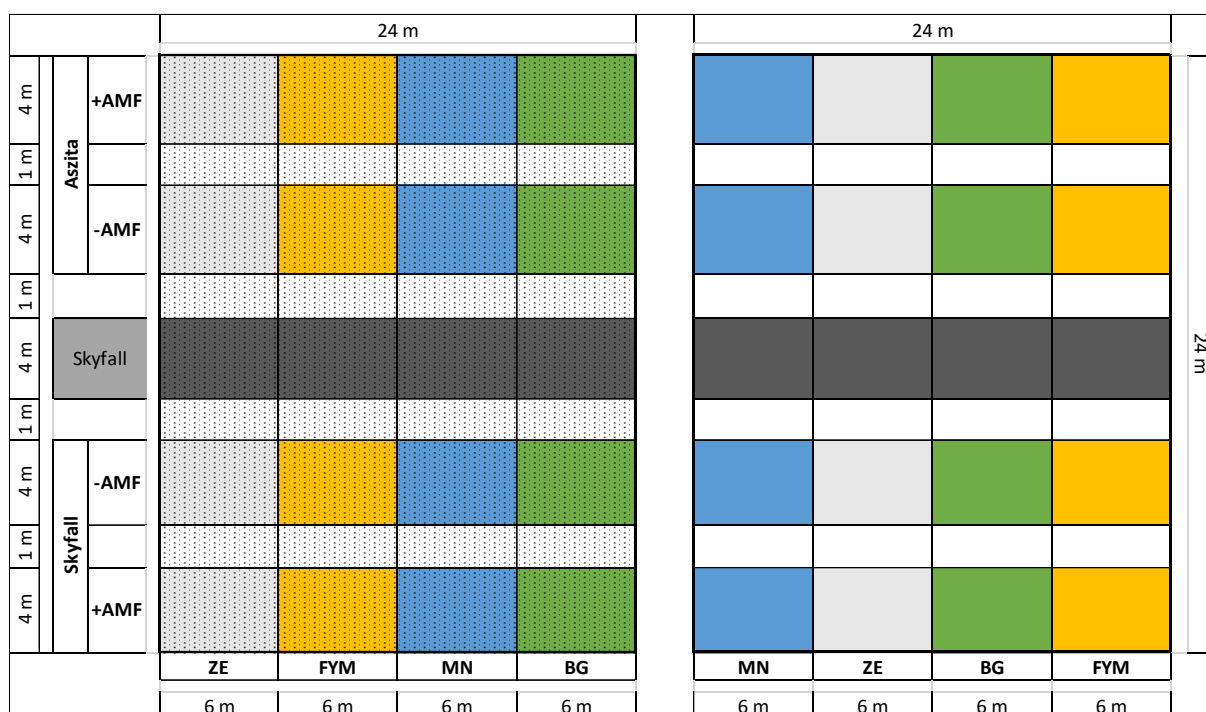 24 m 24 m
4 m Aszita +AMF
1 m
4 m -AMF
1 m
4 m Skyfall 24 m
1 m
4 m Skyfall -AMF
1 m
4 m +AMF
ZE FYM MN BG MN ZE BG FYM
6 m 6 m 6 m 6 m 6 m 6 m 6 m 6 m